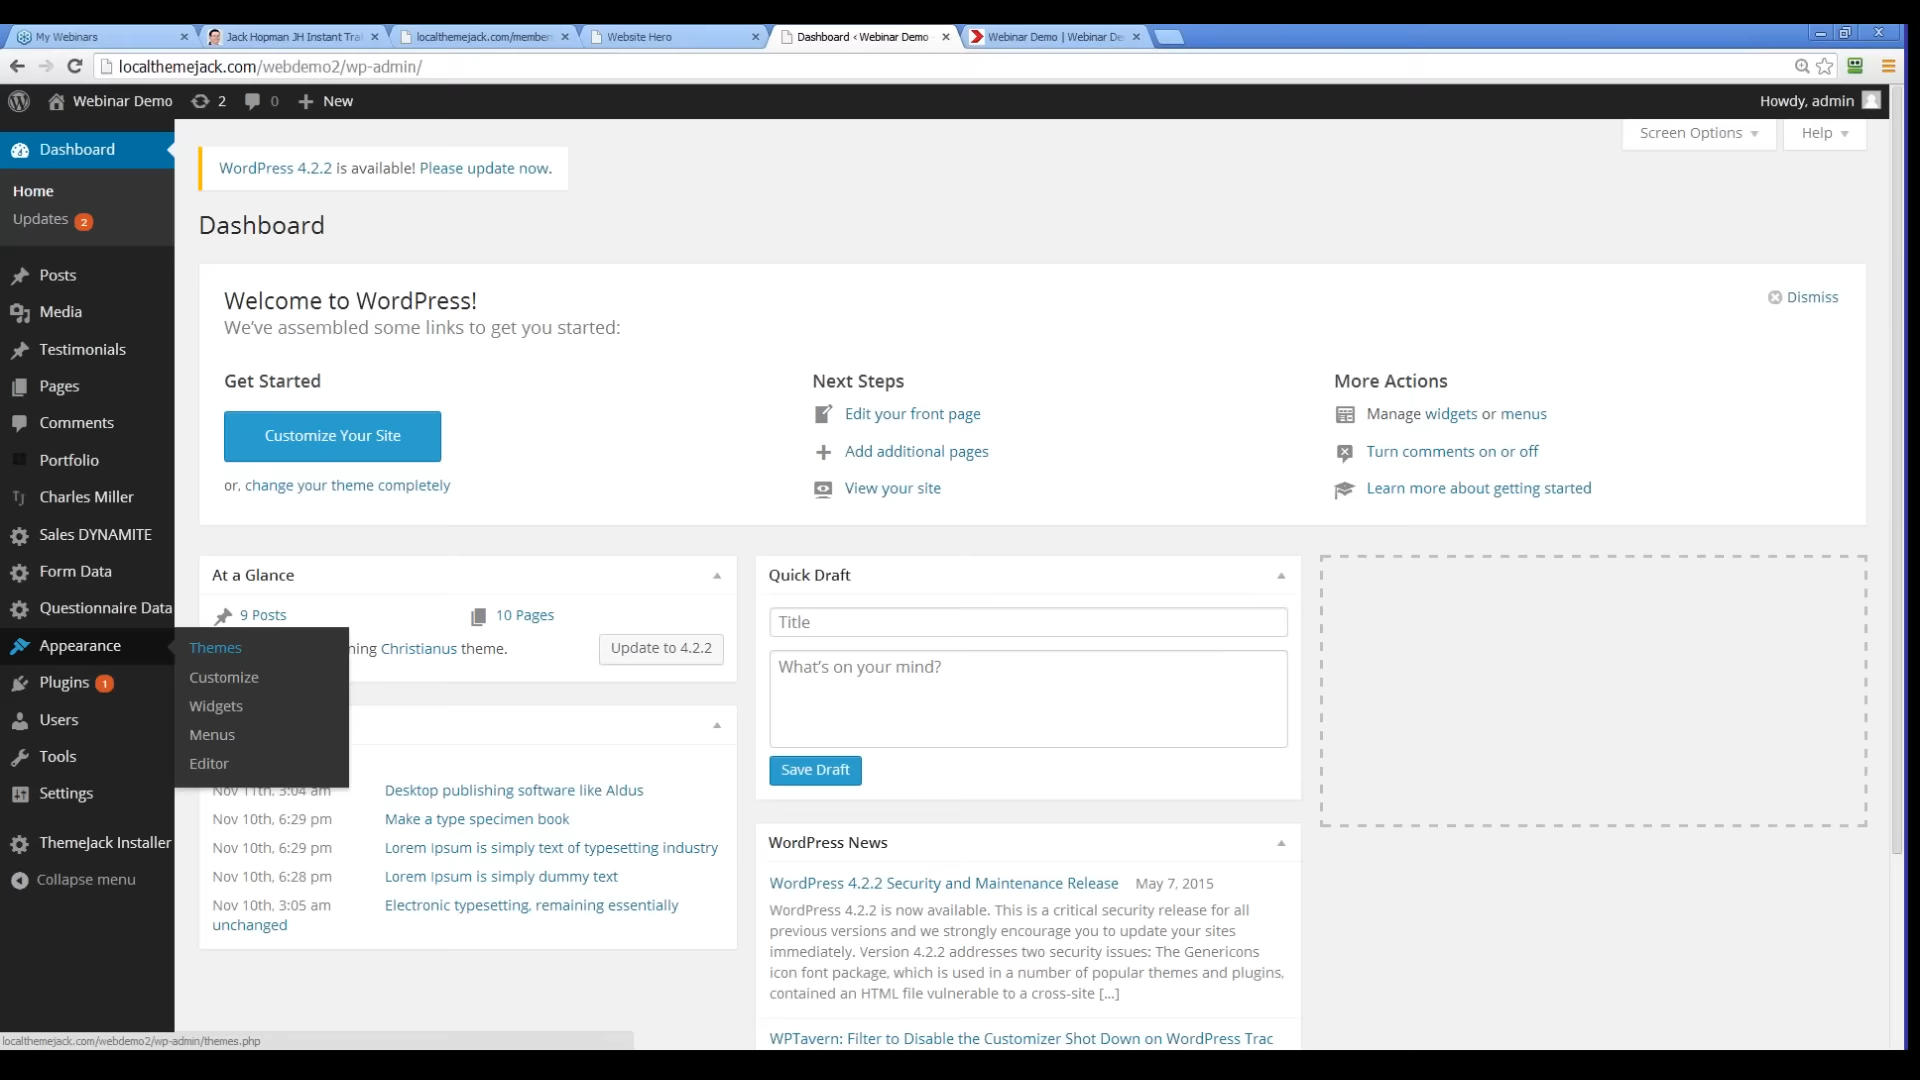 My Webinars
Jack Hopman JH Instant Tra
localthemejack.com/membe
Website Hero
Dashboard ‹ Webinar Demo
Webinar Demo | Webinar De
localthemejack.com/webdemo2/wp-admin/
Webinar Demo 2 0 New
Howdy, admin
Screen Options
Help
Dashboard
Home
Updates 2
Posts
Media
Testimonials
Pages
Comments
Portfolio
TJ Charles Miller
Sales DYNAMITE
Form Data
Questionnaire Data
Appearance
Plugins 1
Users
Tools
Settings
ThemeJack Installer
Collapse menu
Themes
Customize
Widgets
Menus
Editor
WordPress 4.2.2 is available! Please update now.
Dashboard
Welcome to WordPress!
We've assembled some links to get you started:
Dismiss
Get Started
Customize Your Site
or, change your theme completely
Next Steps
Edit your front page
Add additional pages
View your site
More Actions
Manage widgets or menus
Turn comments on or off
Learn more about getting started
At a Glance
9 Posts
10 Pages
ning Christianus theme.
Update to 4.2.2
Nov 11th, 3:04 am Desktop publishing software like Aldus
Nov 10th, 6:29 pm Make a type specimen book
Nov 10th, 6:29 pm Lorem Ipsum is simply text of typesetting industry
Nov 10th, 6:28 pm Lorem Ipsum is simply dummy text
Nov 10th, 3:05 am Electronic typesetting, remaining essentially
unchanged
Quick Draft
Title
What's on your mind?
Save Draft
WordPress News
WordPress 4.2.2 Security and Maintenance Release May 7, 2015
WordPress 4.2.2 is now available. This is a critical security release for all
previous versions and we strongly encourage you to update your sites
immediately. Version 4.2.2 addresses two security issues: The Genericons
icon font package, which is used in a number of popular themes and plugins,
contained an HTML file vulnerable to a cross-site [...]
WPTavern: Filter to Disable the Customizer Shot Down on WordPress Trac
localthemejack.com/webdemo2/wp-admin/themes.php